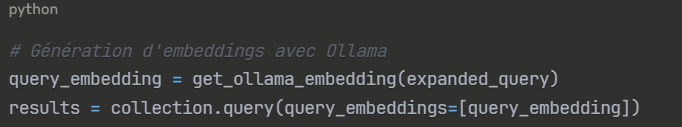 python
# Génération d'embeddings avec Ollama
query_embedding = get_ollama_embedding(expanded_query)
results = collection.query(query_embeddings=[query_embedding])